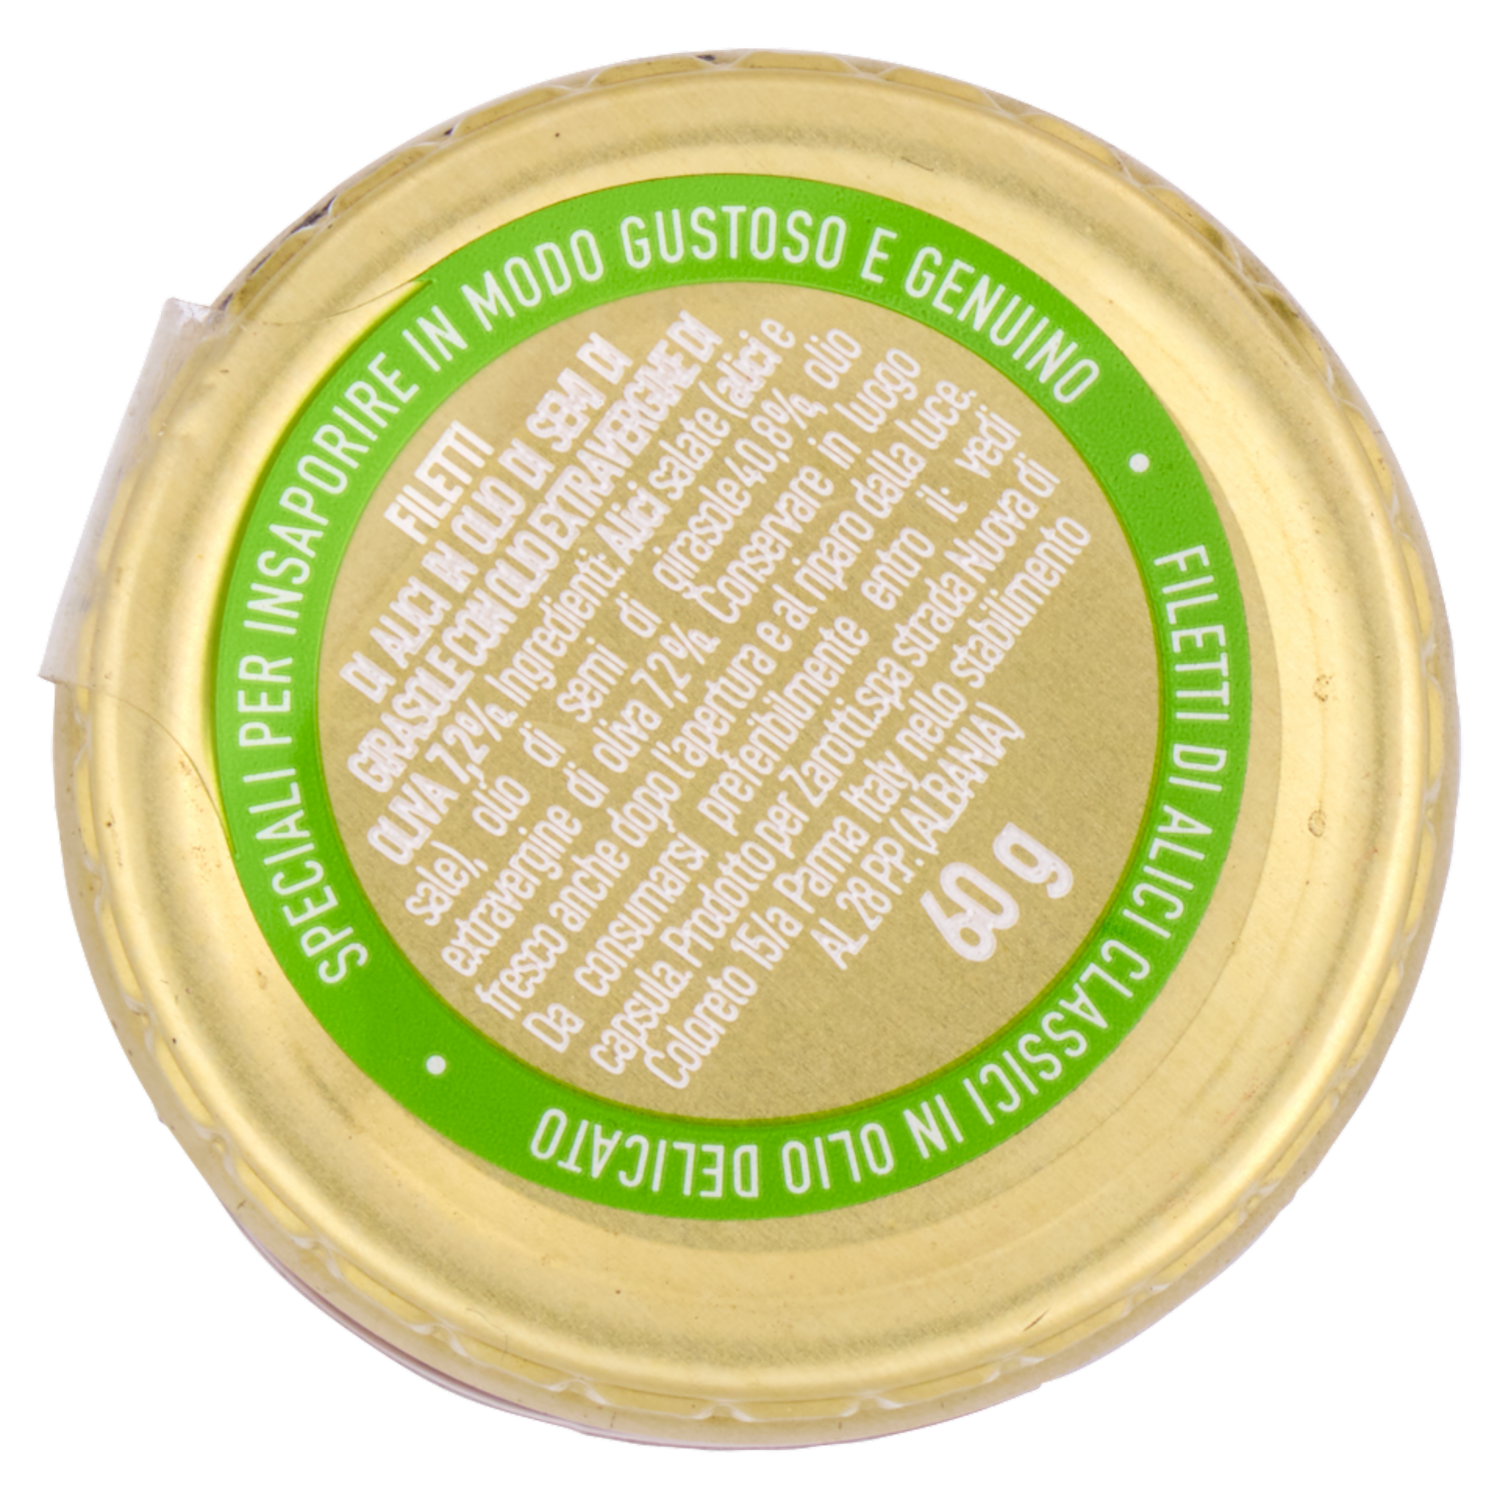 SPECIALI PER INSAPORIRE IN MODO GUSTOSO E GENUINO •
FILETTI DI ALICI CLASSICI IN OLIO DELICATO •
FILETTI
DI ALICI IN OLIO DI SEMI DI
GIRASOLE CON OLIO EXTRAVERGINE DI
OLIVA 7,2%. Ingredienti: Alici salate (alici e
sale), olio di semi di girasole 40,8%, olio
extravergine di oliva 7,2%. Conservare in luogo
fresco anche dopo l'apertura e al riparo dalla luce.
Da consumarsi preferibilmente entro il: vedi
capsula. Prodotto per Zarotti.spa strada Nuova di
Coloreto 15/a Parma Italy nello stabilimento
AL 28 P.P. (ALBANIA)
60 g